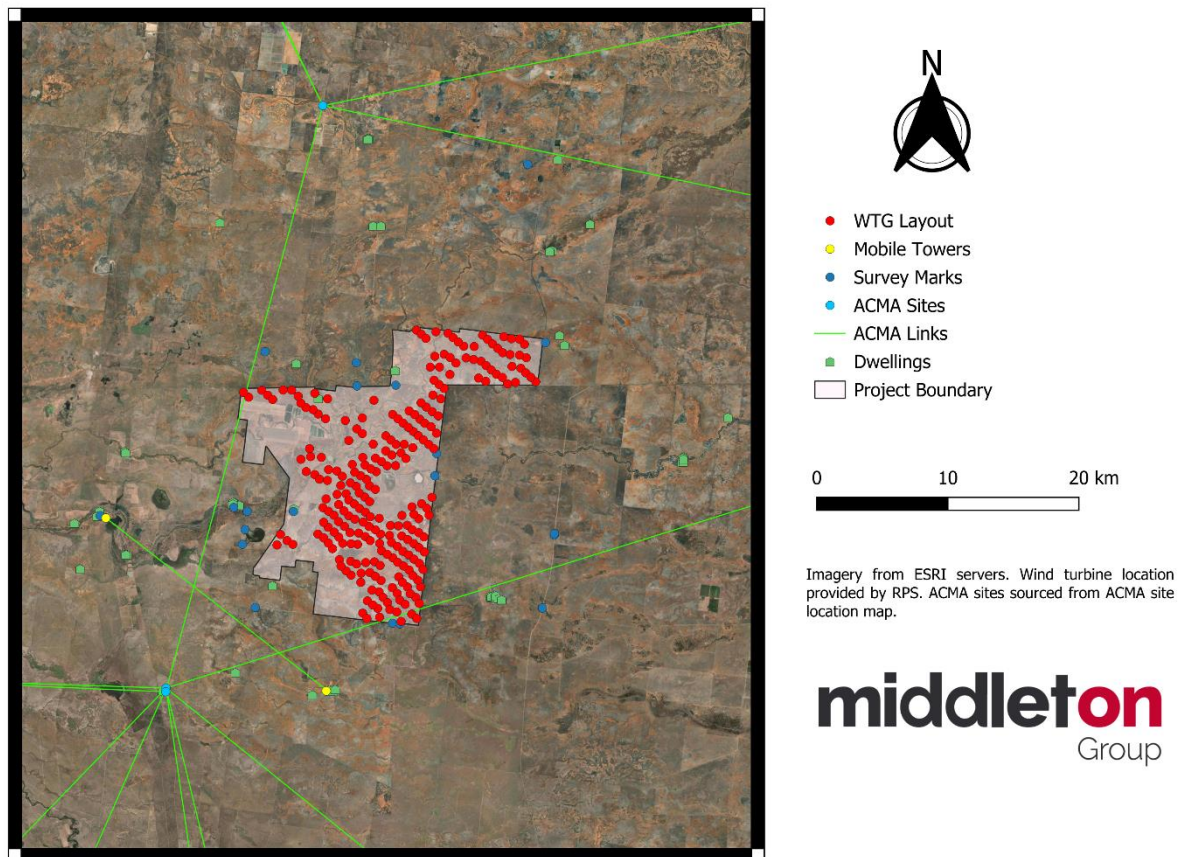 N
WTG Layout
Mobile Towers
Survey Marks
ACMA Sites
ACMA Links
Dwellings
Project Boundary
0 10 20 km
Imagery from ESRI servers. Wind turbine location
provided by RPS. ACMA sites sourced from ACMA site
location map.
middleton
Group